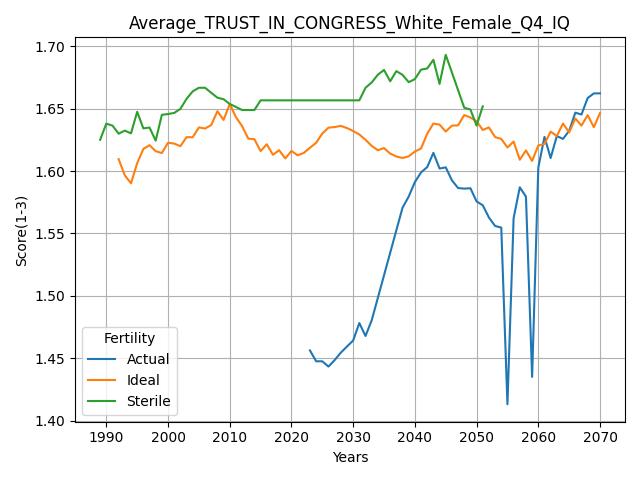 Average_TRUST_IN_CONGRESS_White_Female_Q4_IQ
1.70
1.65
1.60
1.55
1.50
1.45
1.40
Score(1-3)
Fertility
Actual
Ideal
Sterile
1990 2000 2010 2020 2030 2040 2050 2060 2070
Years